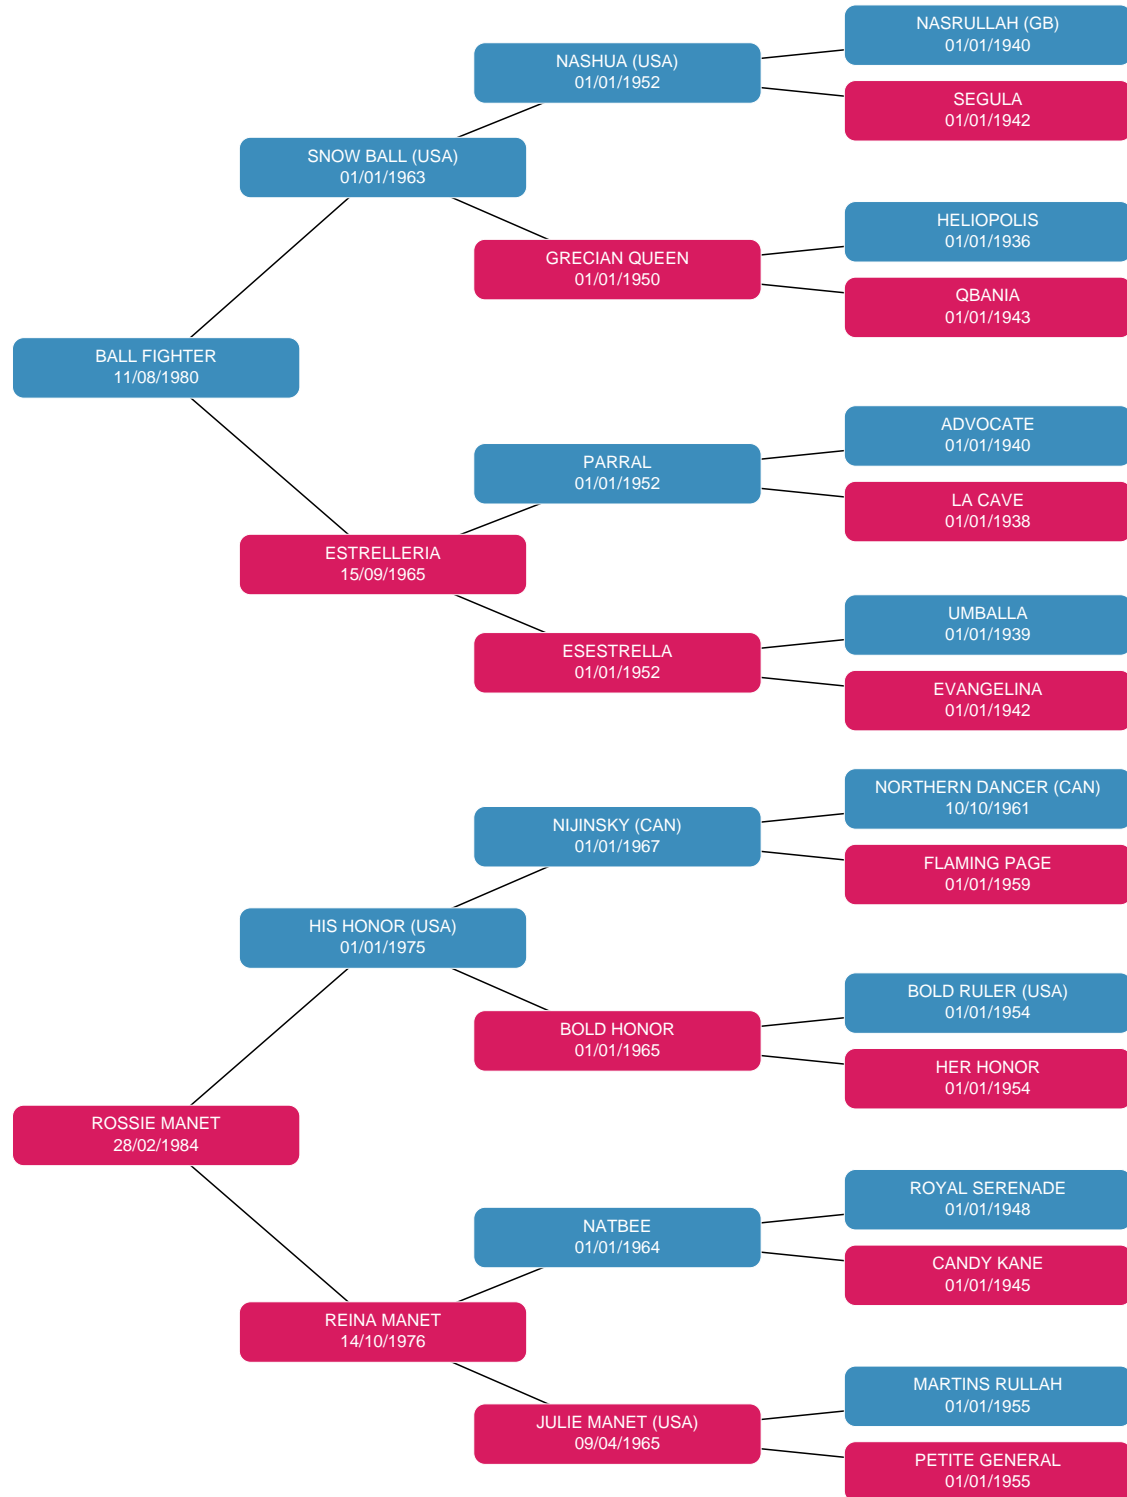 NASRULLAH (GB)
01/01/1940
NASHUA (USA)
01/01/1952
SEGULA
01/01/1942
SNOW BALL (USA)
01/01/1963
HELIOPOLIS
01/01/1936
GRECIAN QUEEN
01/01/1950
QBANIA
01/01/1943
BALL FIGHTER
11/08/1980
ADVOCATE
01/01/1940
PARRAL
01/01/1952
LA CAVE
01/01/1938
ESTRELLERIA
15/09/1965
UMBALLA
01/01/1939
ESESTRELLA
01/01/1952
EVANGELINA
01/01/1942
NORTHERN DANCER (CAN)
10/10/1961
NIJINSKY (CAN)
01/01/1967
FLAMING PAGE
01/01/1959
HIS HONOR (USA)
01/01/1975
BOLD RULER (USA)
01/01/1954
BOLD HONOR
01/01/1965
HER HONOR
01/01/1954
ROSSIE MANET
28/02/1984
ROYAL SERENADE
01/01/1948
NATBEE
01/01/1964
CANDY KANE
01/01/1945
REINA MANET
14/10/1976
MARTINS RULLAH
01/01/1955
JULIE MANET (USA)
09/04/1965
PETITE GENERAL
01/01/1955